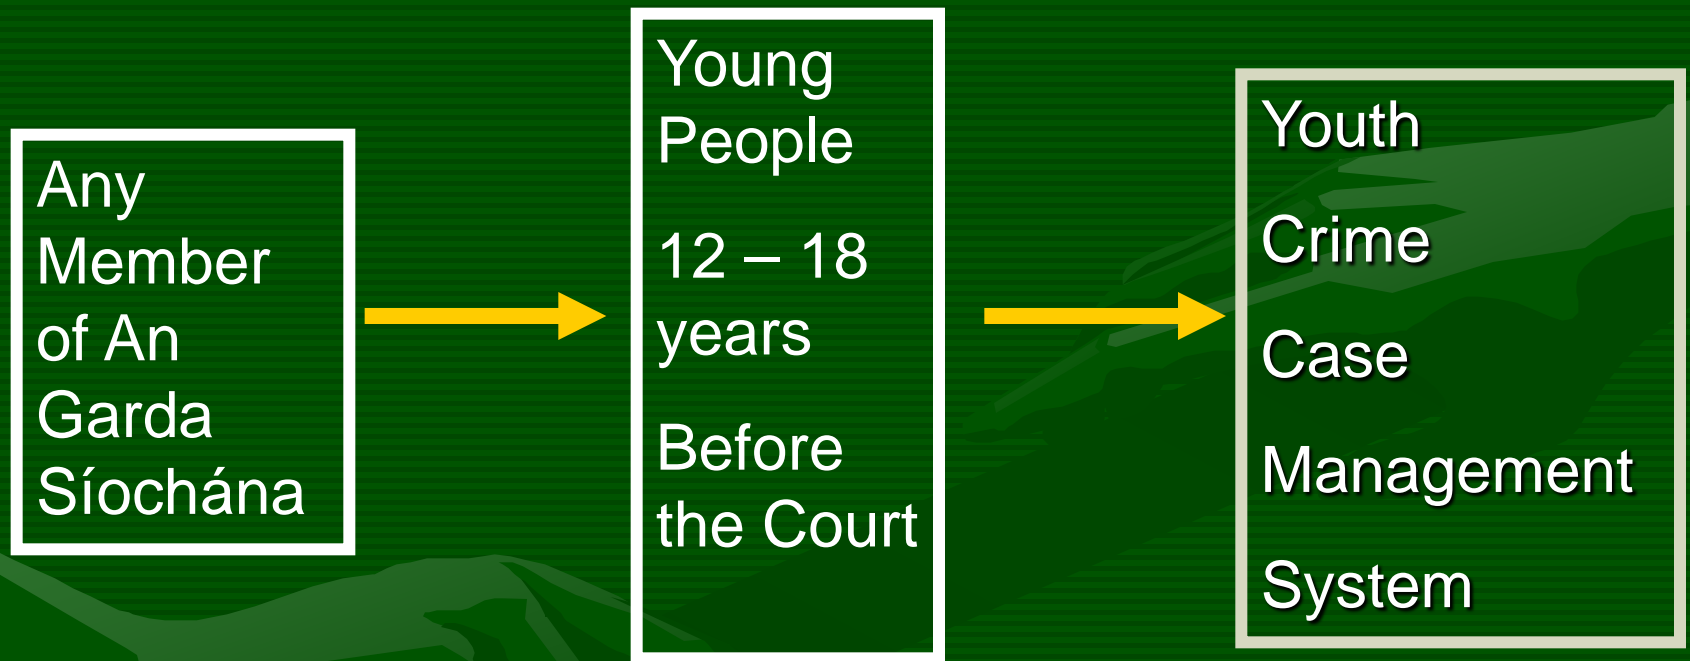 Any
Member
of An
Garda
Síochána
Young
People
12 – 18
years
Before
the Court
Youth
Crime
Case
Management
System